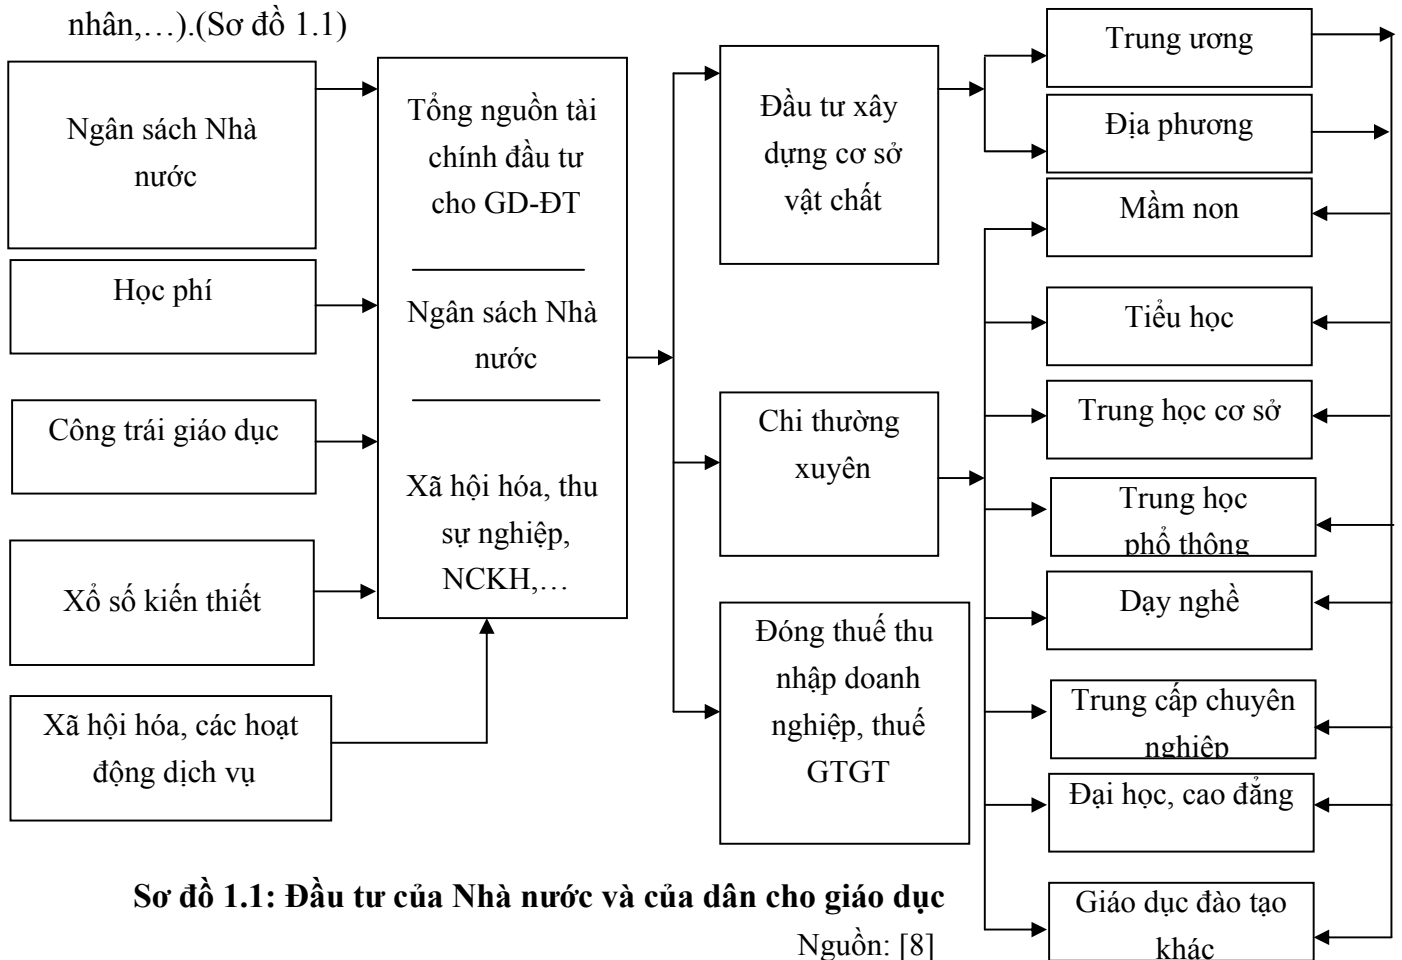 nhân,…).(Sơ đồ 1.1)
Ngân sách Nhà
nước
Học phí
Công trái giáo dục
Xổ số kiến thiết
Xã hội hóa, các hoạt
động dịch vụ
Tổng nguồn tài
chính đầu tư
cho GD-ĐT
Ngân sách Nhà
nước
Xã hội hóa, thu
sự nghiệp,
NCKH,…
Đầu tư xây
dựng cơ sở
vật chất
Chi thường
xuyên
Đóng thuế thu
nhập doanh
nghiệp, thuế
GTGT
Trung ương
Địa phương
Mầm non
Tiểu học
Trung học cơ sở
Trung học
phổ thông
Dạy nghề
Trung cấp chuyên
nghiệp
Đại học, cao đẳng
Giáo dục đào tạo
khác
Sơ đồ 1.1: Đầu tư của Nhà nước và của dân cho giáo dục
Nguồn: [8]